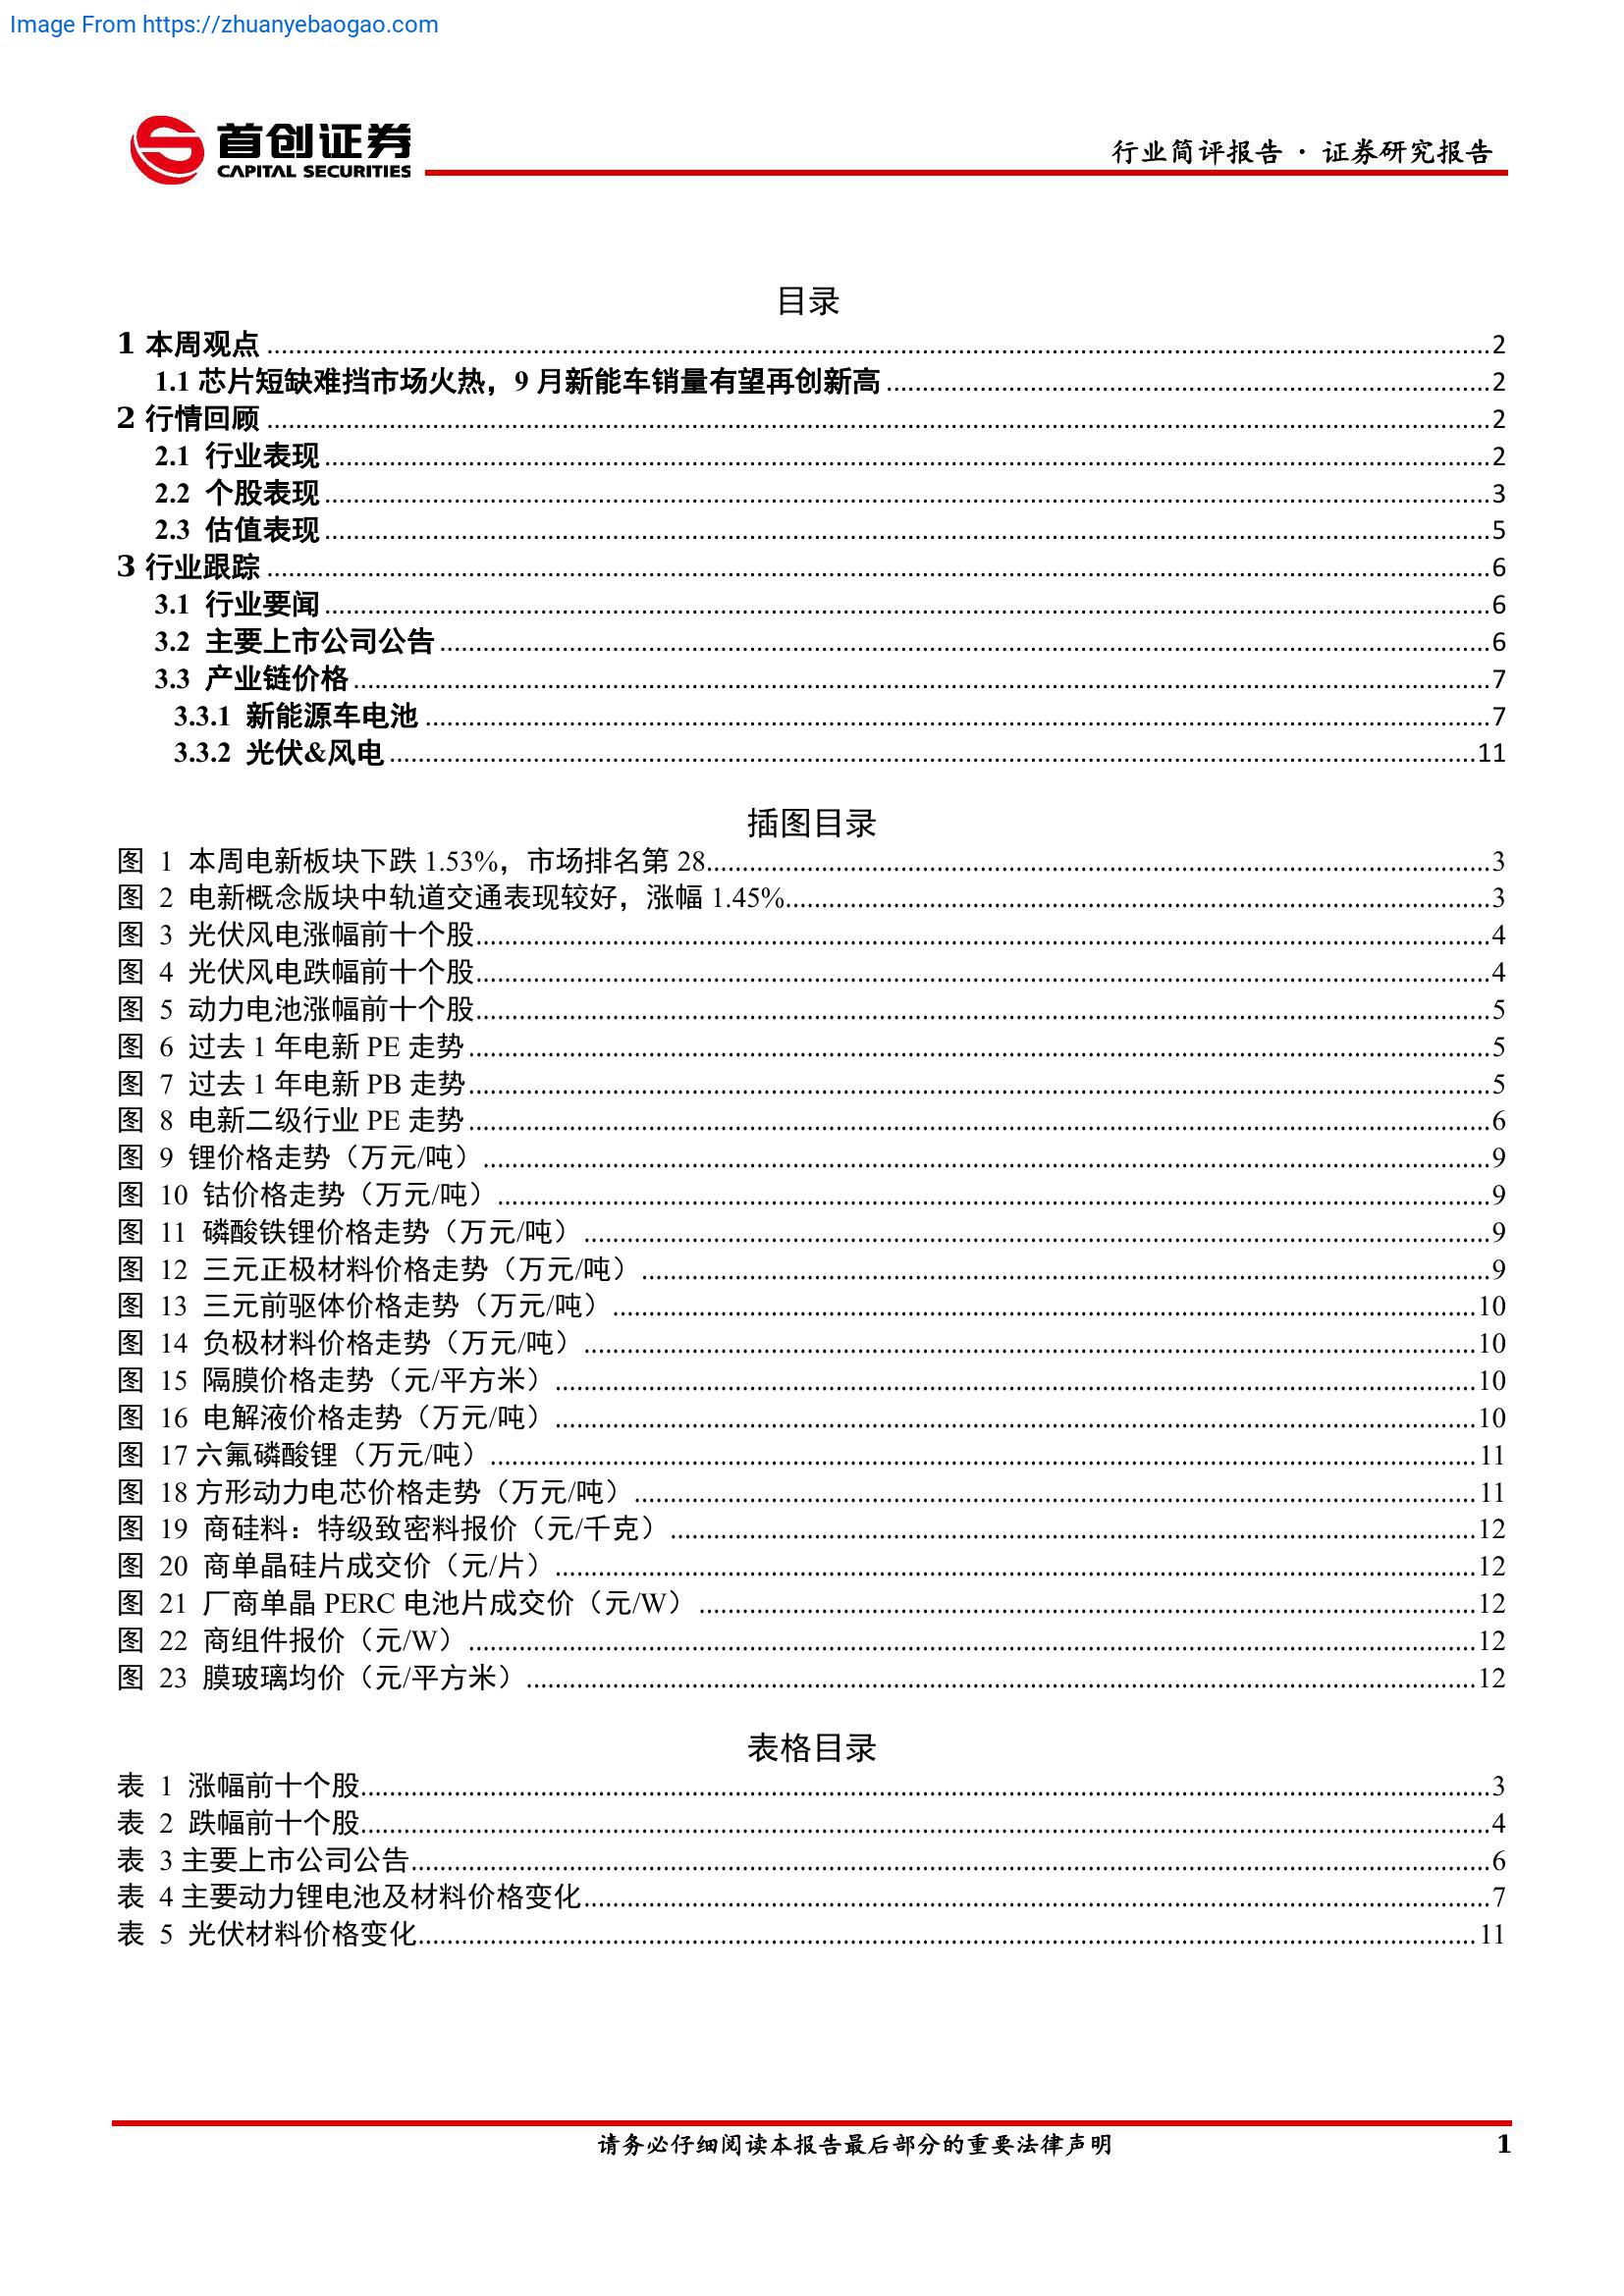 Image From https://zhuanyebaogao.com
首创证券
CAPITAL SECURITIES
行业简评报告 · 证券研究报告
目录
1 本周观点 2
1.1 芯片短缺难挡市场火热，9 月新能车销量有望再创新高 2
2 行情回顾 2
2.1 行业表现 2
2.2 个股表现 3
2.3 估值表现 5
3 行业跟踪 6
3.1 行业要闻 6
3.2 主要上市公司公告 6
3.3 产业链价格 7
3.3.1 新能源车电池 7
3.3.2 光伏&风电 11
插图目录
图 1 本周电新板块下跌 1.53%，市场排名第 28 3
图 2 电新概念版块中轨道交通表现较好，涨幅 1.45% 3
图 3 光伏风电涨幅前十个股 4
图 4 光伏风电跌幅前十个股 4
图 5 动力电池涨幅前十个股 5
图 6 过去 1 年电新 PE 走势 5
图 7 过去 1 年电新 PB 走势 5
图 8 电新二级行业 PE 走势 6
图 9 锂价格走势（万元/吨） 9
图 10 钴价格走势（万元/吨） 9
图 11 磷酸铁锂价格走势（万元/吨） 9
图 12 三元正极材料价格走势（万元/吨） 9
图 13 三元前驱体价格走势（万元/吨） 10
图 14 负极材料价格走势（万元/吨） 10
图 15 隔膜价格走势（元/平方米） 10
图 16 电解液价格走势（万元/吨） 10
图 17 六氟磷酸锂（万元/吨） 11
图 18 方形动力电芯价格走势（万元/吨） 11
图 19 商硅料：特级致密料报价（元/千克） 12
图 20 商单晶硅片成交价（元/片） 12
图 21 厂商单晶 PERC 电池片成交价（元/W） 12
图 22 商组件报价（元/W） 12
图 23 膜玻璃均价（元/平方米） 12
表格目录
表 1 涨幅前十个股 3
表 2 跌幅前十个股 4
表 3 主要上市公司公告 6
表 4 主要动力锂电池及材料价格变化 7
表 5 光伏材料价格变化 11
请务必仔细阅读本报告最后部分的重要法律声明 1